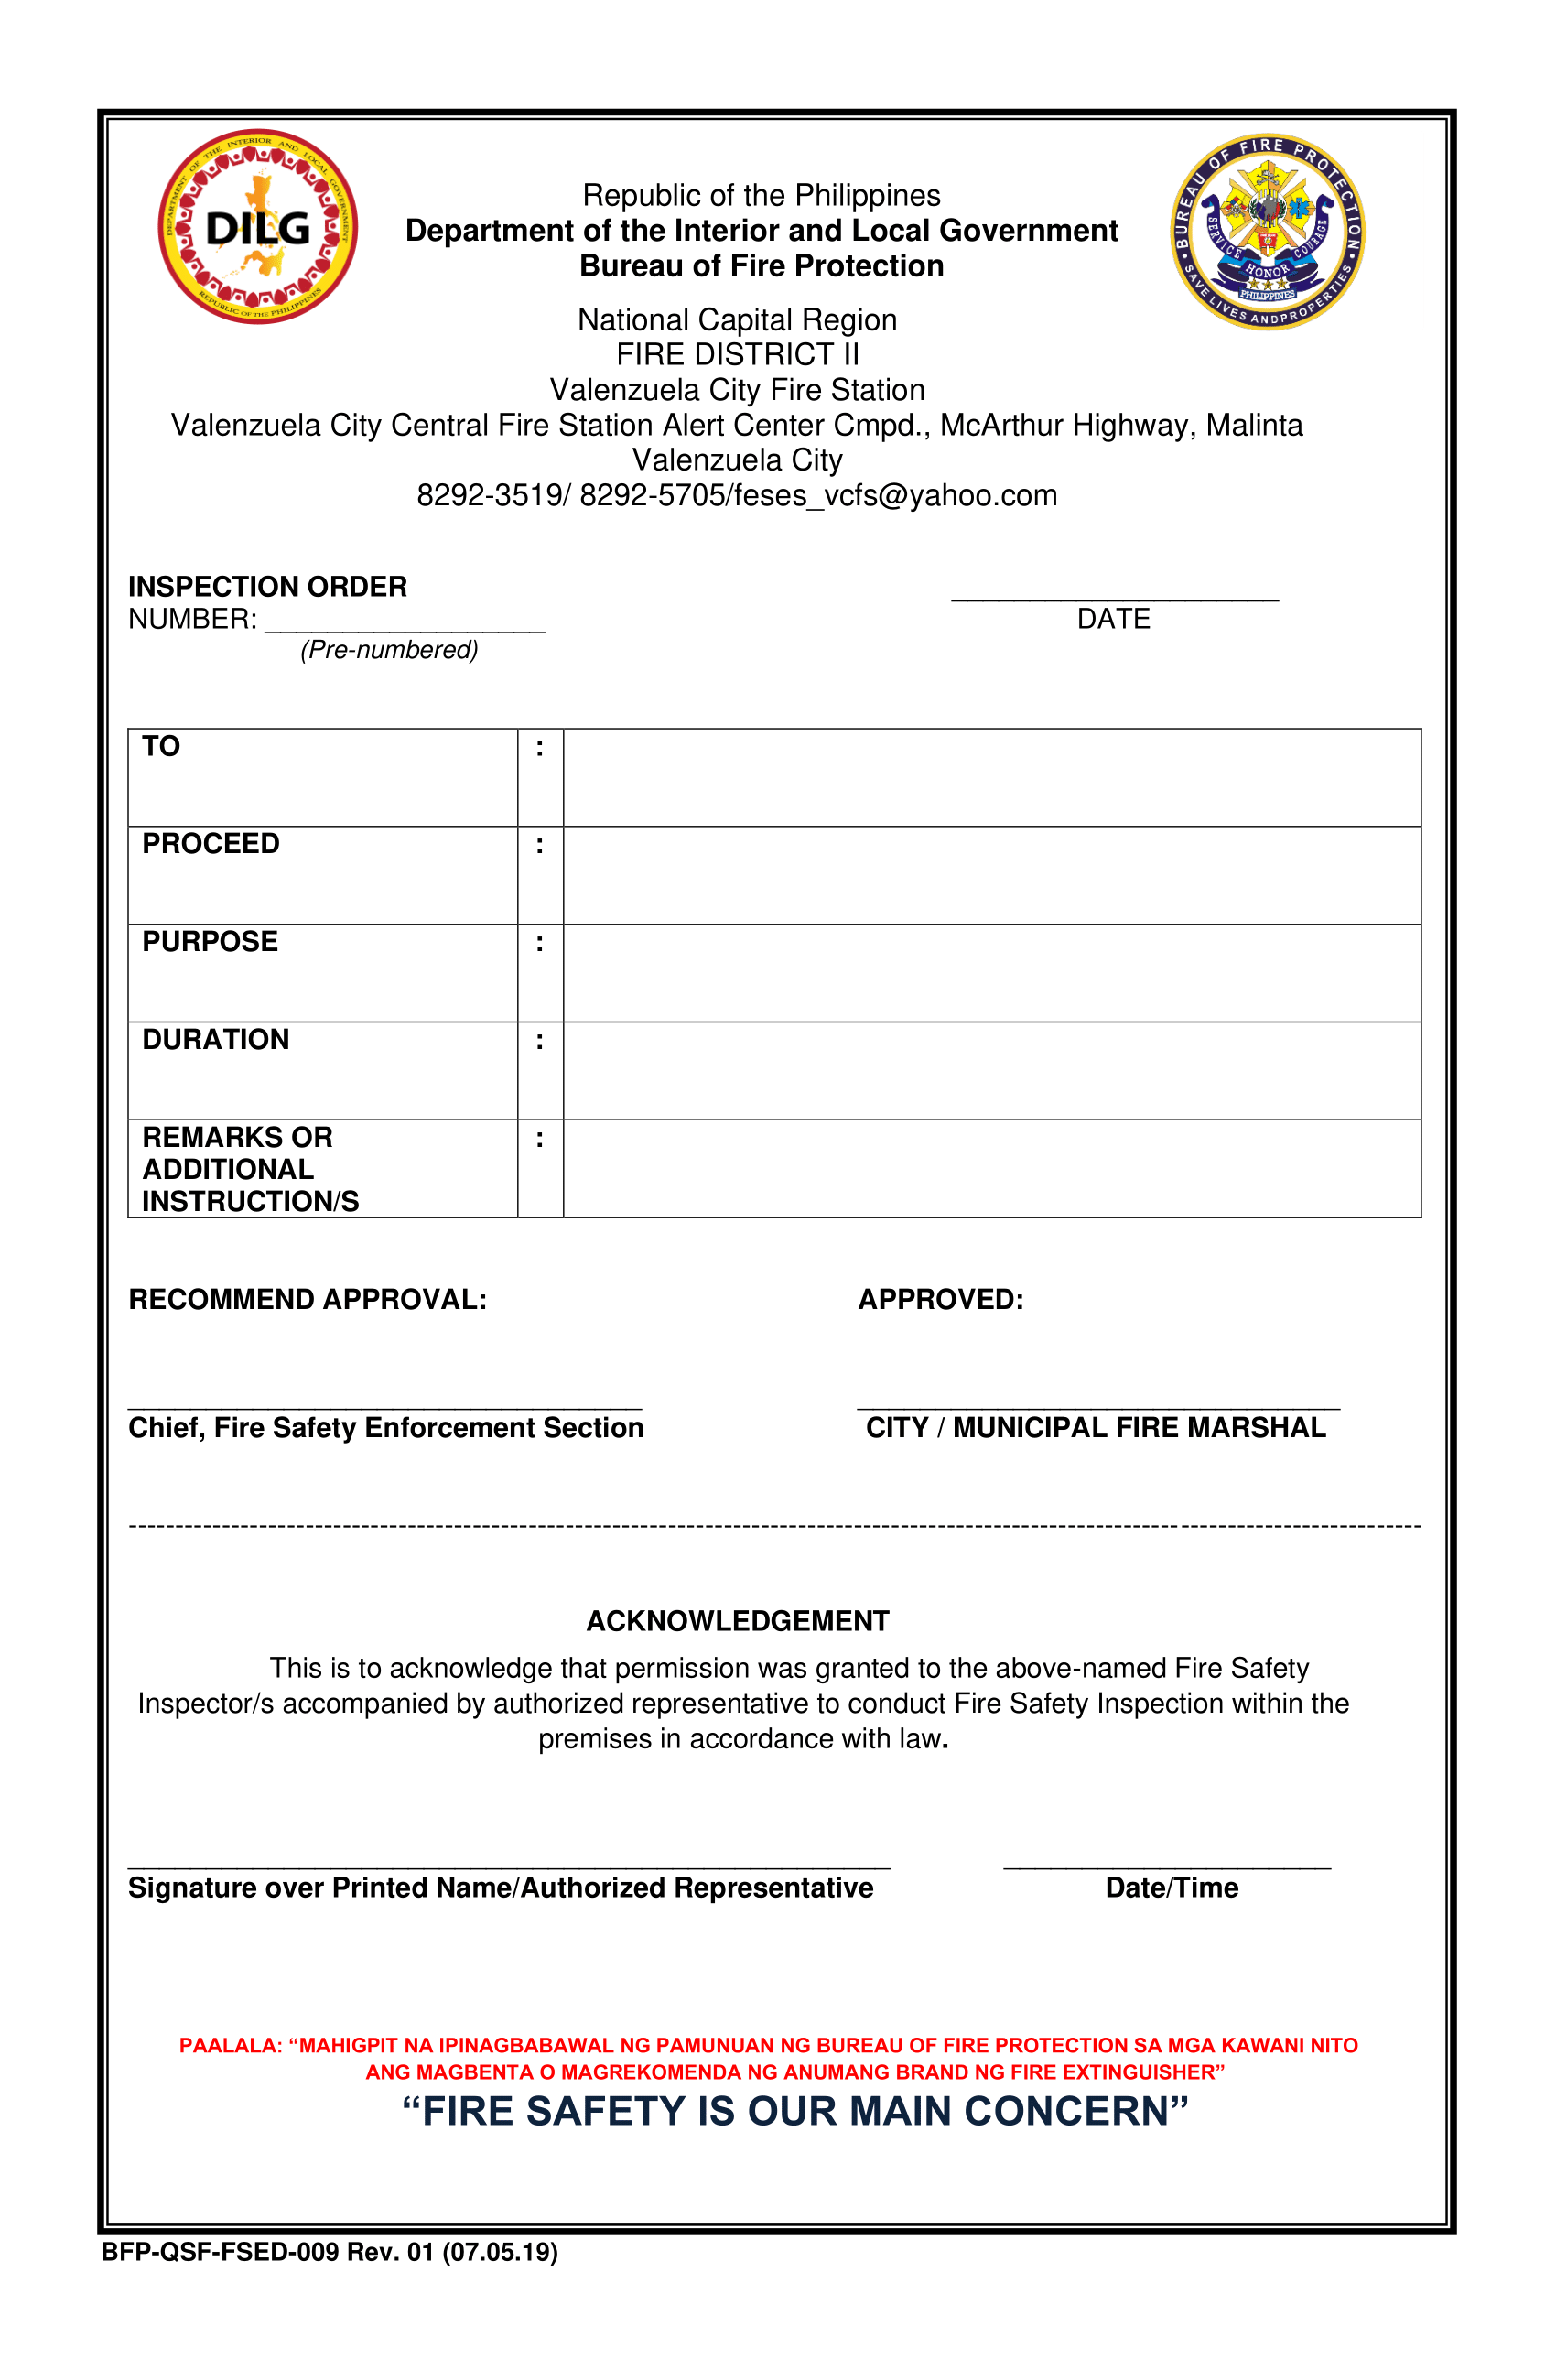 DEPARTMENT OF THE INTERIOR AND LOCAL GOVERNMENT
DILG
REPUBLIC OF THE PHILIPPINES
BUREAU OF FIRE PROTECTION
SERVICE HONOR COURAGE
PHILIPPINES
SAVE LIVES AND PROPERTIES
Republic of the Philippines
Department of the Interior and Local Government
Bureau of Fire Protection
National Capital Region
FIRE DISTRICT II
Valenzuela City Fire Station
Valenzuela City Central Fire Station Alert Center Cmpd., McArthur Highway, Malinta
Valenzuela City
8292-3519/ 8292-5705/feses_vcfs@yahoo.com
INSPECTION ORDER
NUMBER: __________________ DATE
(Pre-numbered)
TO :
PROCEED :
PURPOSE :
DURATION :
REMARKS OR :
ADDITIONAL
INSTRUCTION/S
RECOMMEND APPROVAL: APPROVED:
Chief, Fire Safety Enforcement Section CITY / MUNICIPAL FIRE MARSHAL
ACKNOWLEDGEMENT
This is to acknowledge that permission was granted to the above-named Fire Safety
Inspector/s accompanied by authorized representative to conduct Fire Safety Inspection within the
premises in accordance with law.
Signature over Printed Name/Authorized Representative Date/Time
PAALALA: “MAHIGPIT NA IPINAGBABAWAL NG PAMUNUAN NG BUREAU OF FIRE PROTECTION SA MGA KAWANI NITO
ANG MAGBENTA O MAGREKOMENDA NG ANUMANG BRAND NG FIRE EXTINGUISHER”
“FIRE SAFETY IS OUR MAIN CONCERN”
BFP-QSF-FSED-009 Rev. 01 (07.05.19)